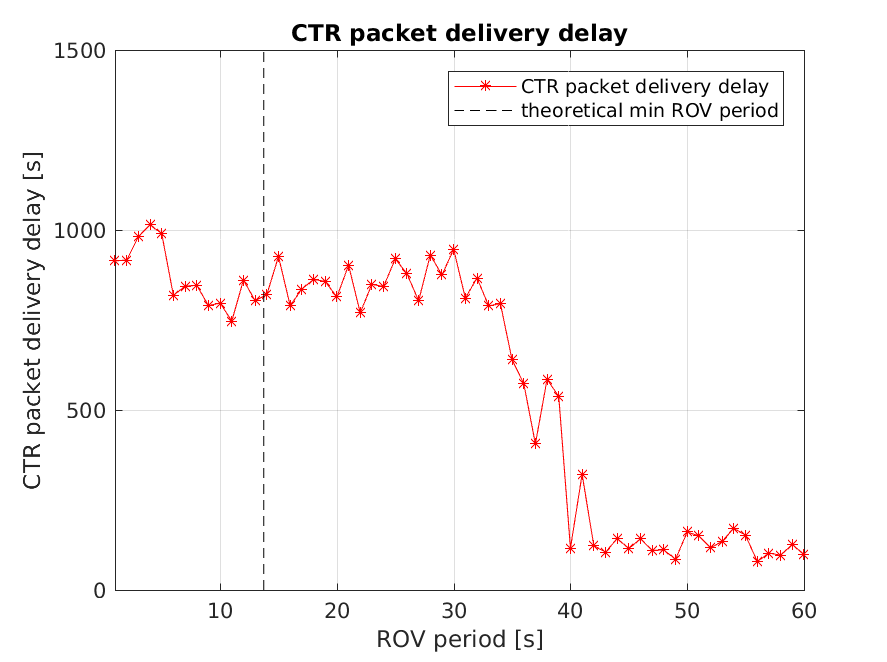 CTR packet delivery delay
1500
CTR packet delivery delay
theoretical min ROV period
1000
500
0
CTR packet delivery delay [s]
10 20 30 40 50 60
ROV period [s]